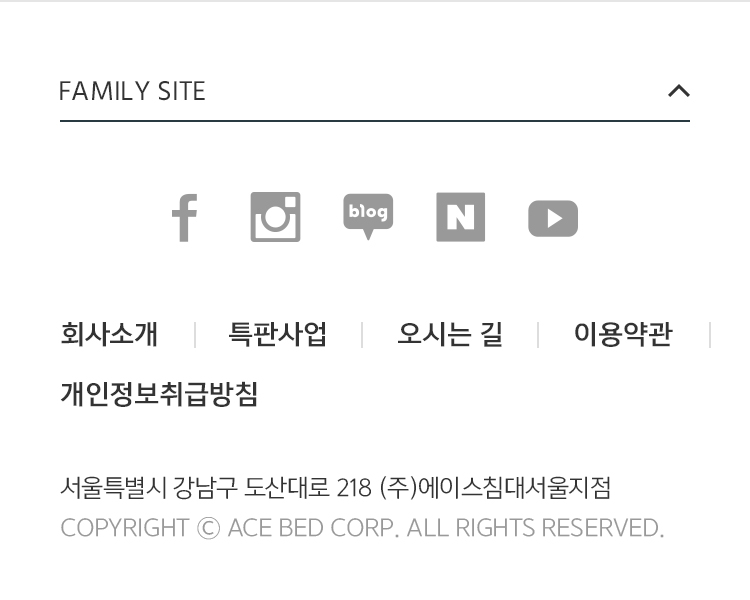 FAMILY SITE
f blog N
회사소개 특판사업 오시는 길 이용약관
개인정보취급방침
서울특별시 강남구 도산대로 218 (주)에이스침대서울지점
COPYRIGHT ⓒ ACE BED CORP. ALL RIGHTS RESERVED.